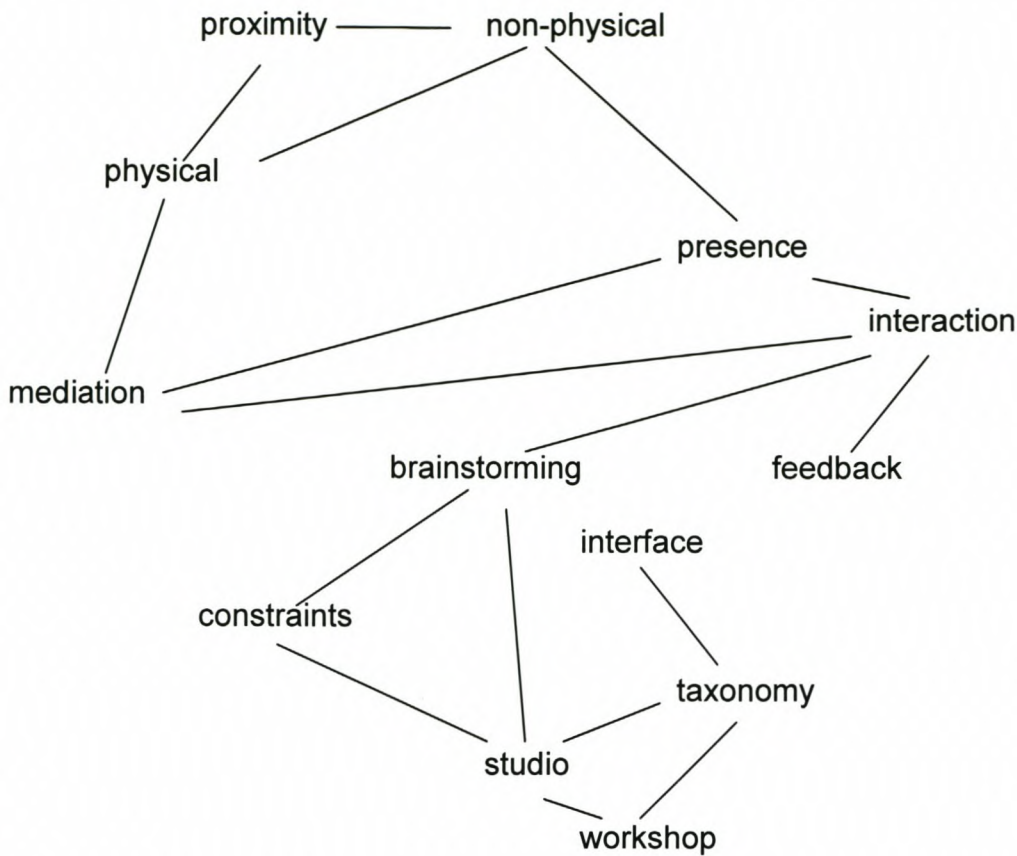 proximity non-physical
physical
presence
interaction
mediation
brainstorming feedback
interface
constraints
taxonomy
studio
workshop